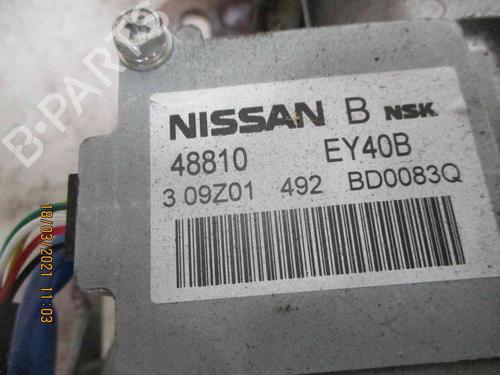 NISSAN B NSK
48810 EY40B
3 09Z01 492 BD0083Q
B-PARTS
18/03/2021 11:03